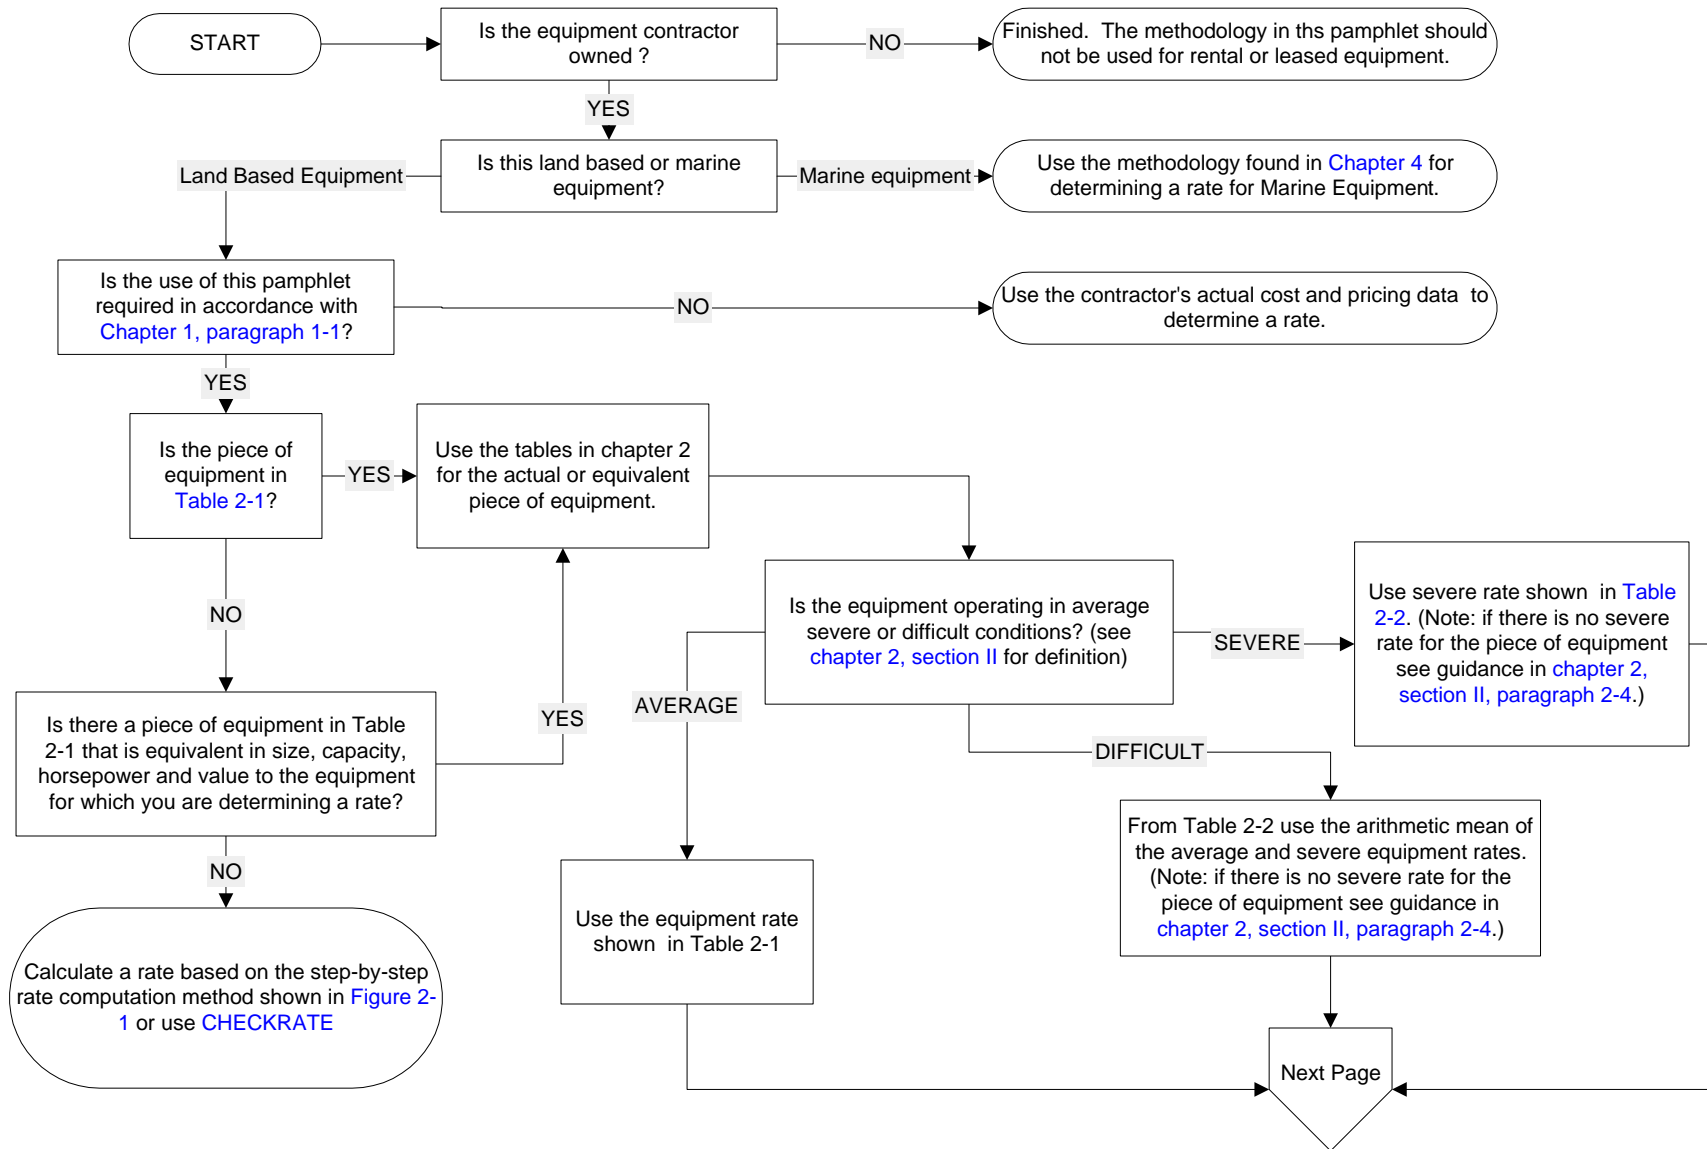 START
Is the equipment contractor
owned ?
NO
Finished.  The methodology in ths pamphlet should
not be used for rental or leased equipment.
YES
Is this land based or marine
equipment?
Land Based Equipment
Marine equipment
Use the methodology found in Chapter 4 for
determining a rate for Marine Equipment.
Is the use of this pamphlet
required in accordance with
Chapter 1, paragraph 1-1?
NO
Use the contractor's actual cost and pricing data  to
determine a rate.
YES
Is the piece of
equipment in
Table 2-1?
YES
Use the tables in chapter 2
for the actual or equivalent
piece of equipment.
NO
Is the equipment operating in average
severe or difficult conditions? (see
chapter 2, section II for definition)
SEVERE
Use severe rate shown  in Table
2-2. (Note: if there is no severe
rate for the piece of equipment
see guidance in chapter 2,
section II, paragraph 2-4.)
Is there a piece of equipment in Table
2-1 that is equivalent in size, capacity,
horsepower and value to the equipment
for which you are determining a rate?
YES
AVERAGE
DIFFICULT
From Table 2-2 use the arithmetic mean of
the average and severe equipment rates.
(Note: if there is no severe rate for the
piece of equipment see guidance in
chapter 2, section II, paragraph 2-4.)
NO
Use the equipment rate
shown  in Table 2-1
Calculate a rate based on the step-by-step
rate computation method shown in Figure 2-
1 or use CHECKRATE
Next Page